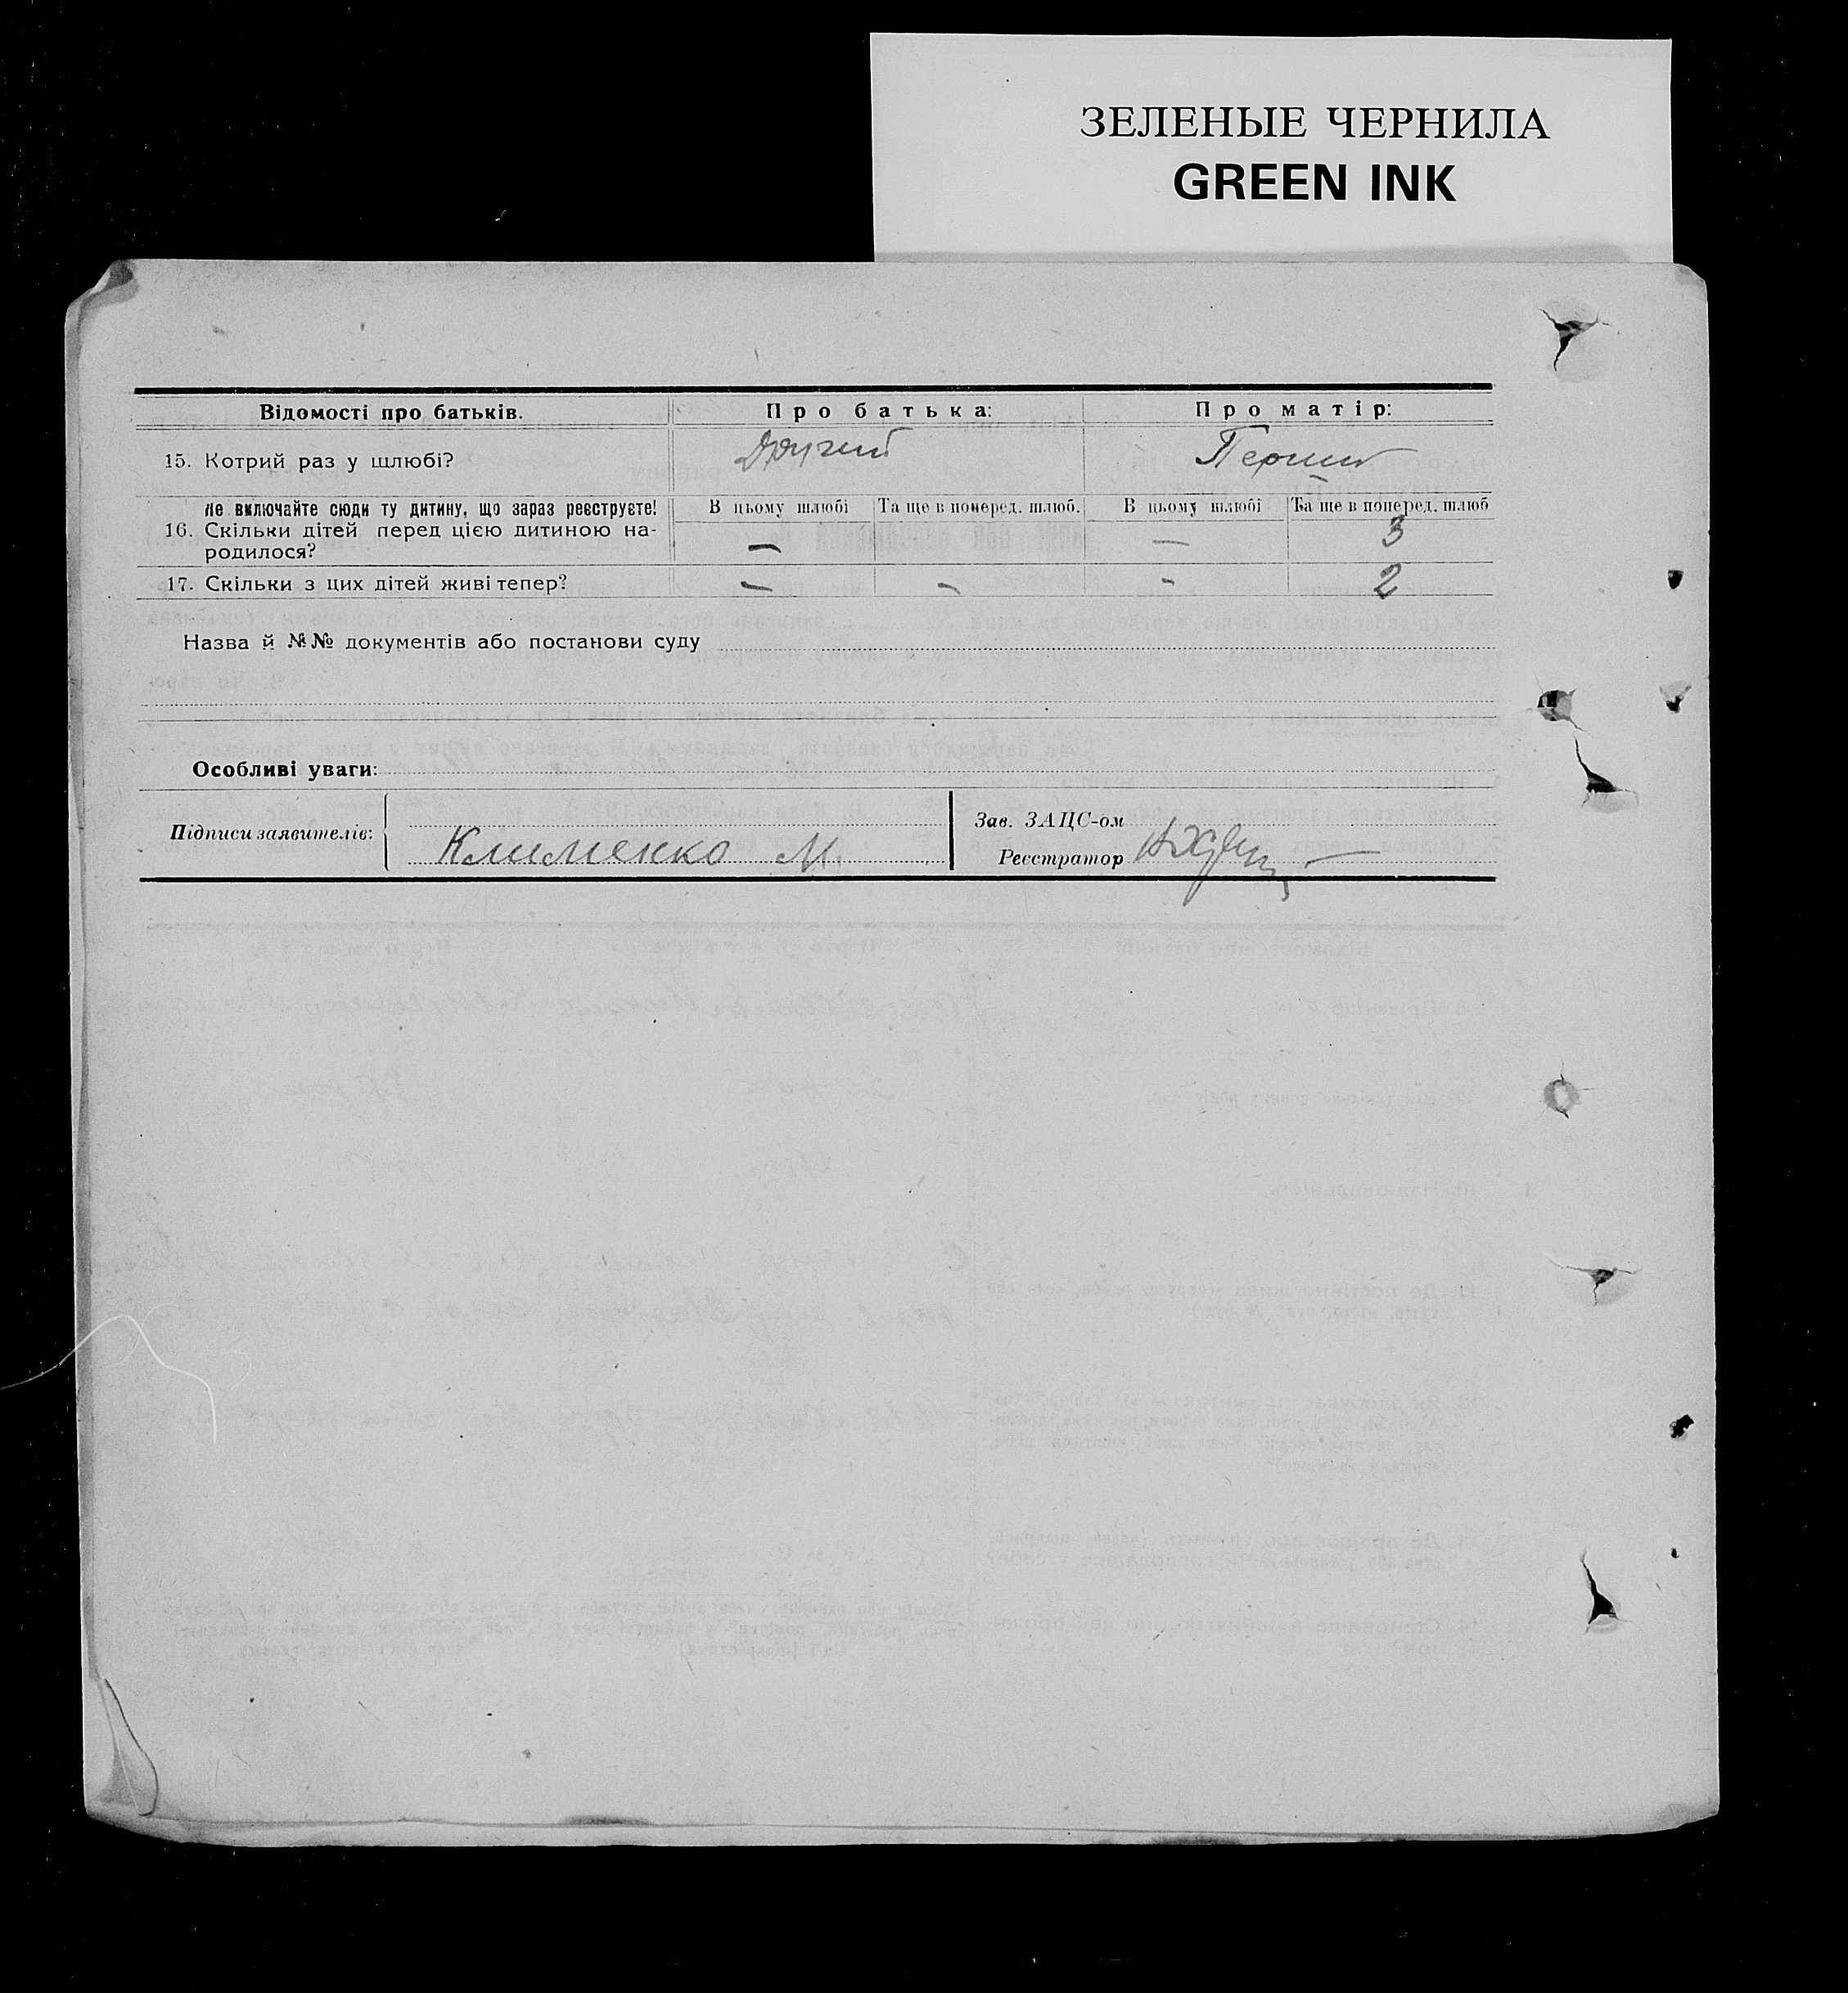 ЗЕЛЕНЫЕ ЧЕРНИЛА
GREEN INK
Відомості про батьків. Про батька: Про матір:
15. Котрий раз у шлюбі? Другий Перший
Не включайте сюди ту дитину, що зараз реєструєте! В цьому шлюбі Та ще в поперед. шлюб. В цьому шлюбі Та ще в поперед. шлюб
16. Скільки дітей перед цією дитиною на-
родилося? — — 3
17. Скільки з цих дітей живі тепер? — - - 2
Назва й №№ документів або постанови суду
Особливі уваги:
Підписи заявителів: Клименко М.
Зав. ЗАЦС-ом
Реєстратор